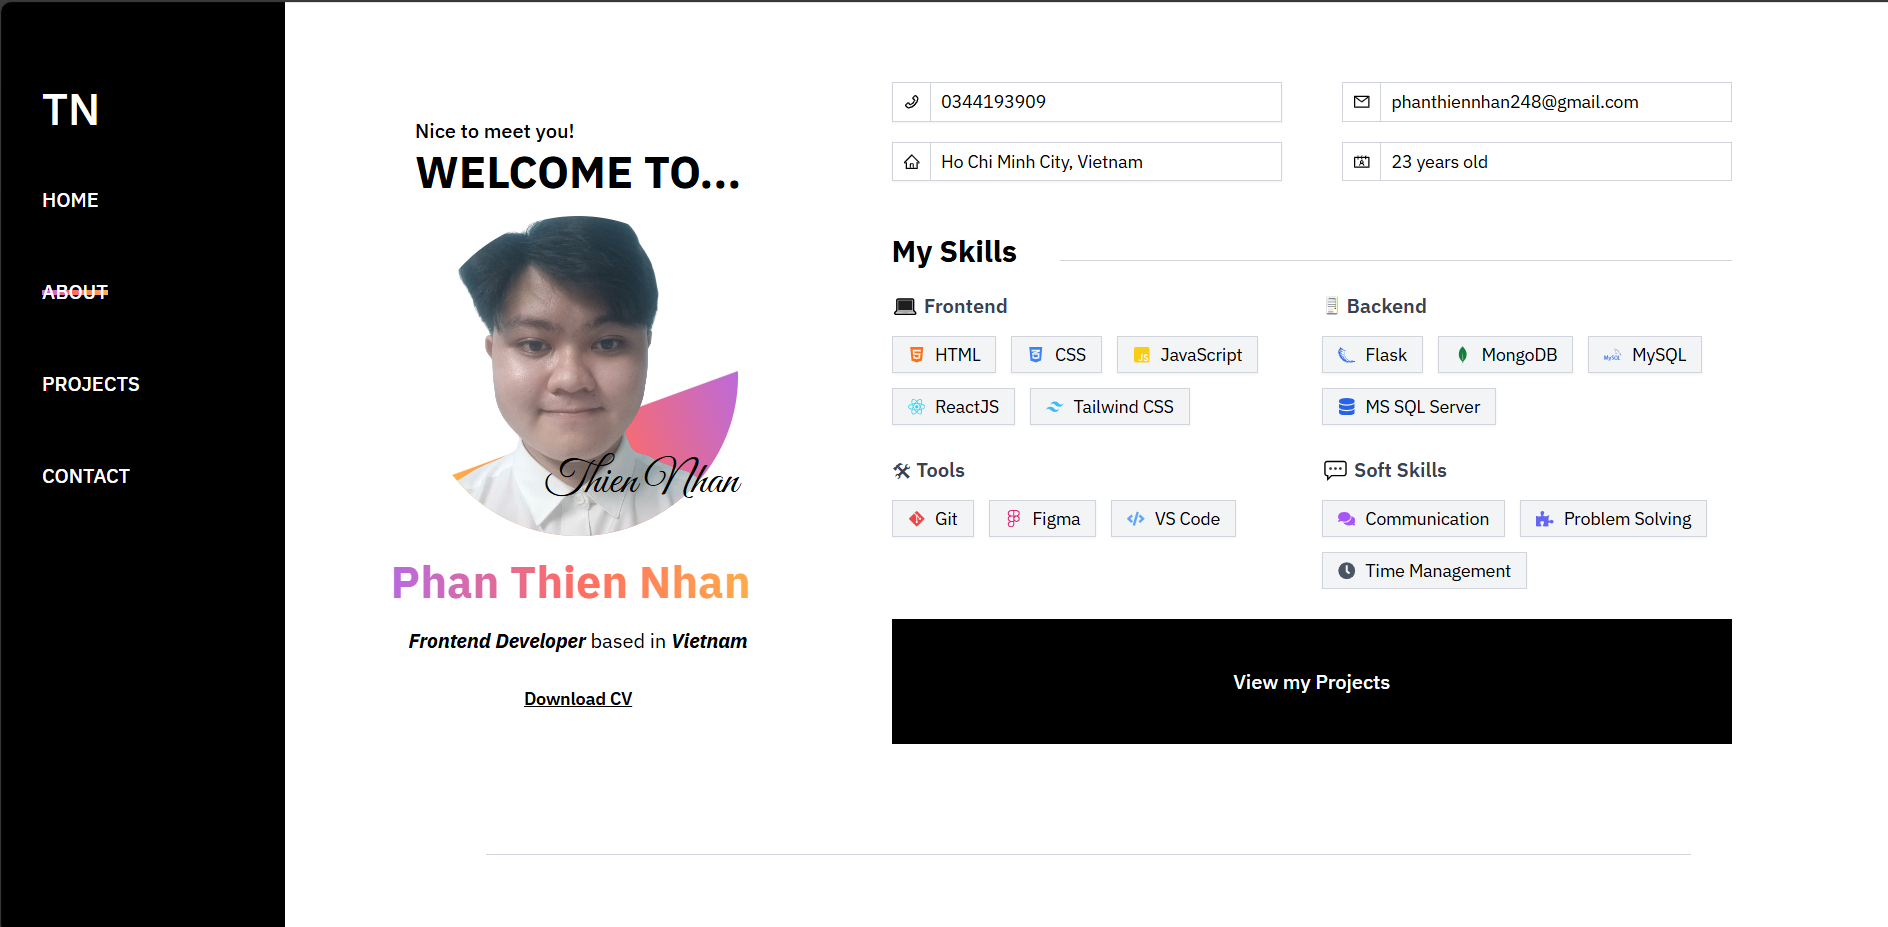 TN
HOME
ABOUT
PROJECTS
CONTACT
Nice to meet you!
WELCOME TO...
Thien Nhan
Phan Thien Nhan
Frontend Developer based in Vietnam
Download CV
0344193909
phanthiennhan248@gmail.com
Ho Chi Minh City, Vietnam
23 years old
My Skills
Frontend
HTML
CSS
JS
JavaScript
ReactJS
Tailwind CSS
Backend
Flask
MongoDB
MySQL
MySQL
MS SQL Server
Tools
Git
Figma
VS Code
Soft Skills
Communication
Problem Solving
Time Management
View my Projects